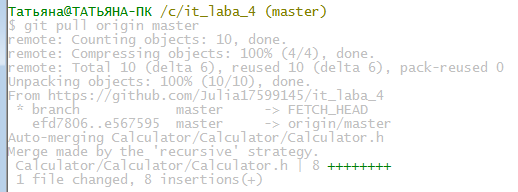 Татьяна@ТАТЬЯНА-ПК /c/it_laba_4 (master)
$ git pull origin master
remote: Counting objects: 10, done.
remote: Compressing objects: 100% (4/4), done.
remote: Total 10 (delta 6), reused 10 (delta 6), pack-reused 0
Unpacking objects: 100% (10/10), done.
From https://github.com/Julia17599145/it_laba_4
 * branch            master     -> FETCH_HEAD
   efd7806..e567595  master     -> origin/master
Auto-merging Calculator/Calculator/Calculator.h
Merge made by the 'recursive' strategy.
 Calculator/Calculator/Calculator.h | 8 ++++++++
 1 file changed, 8 insertions(+)